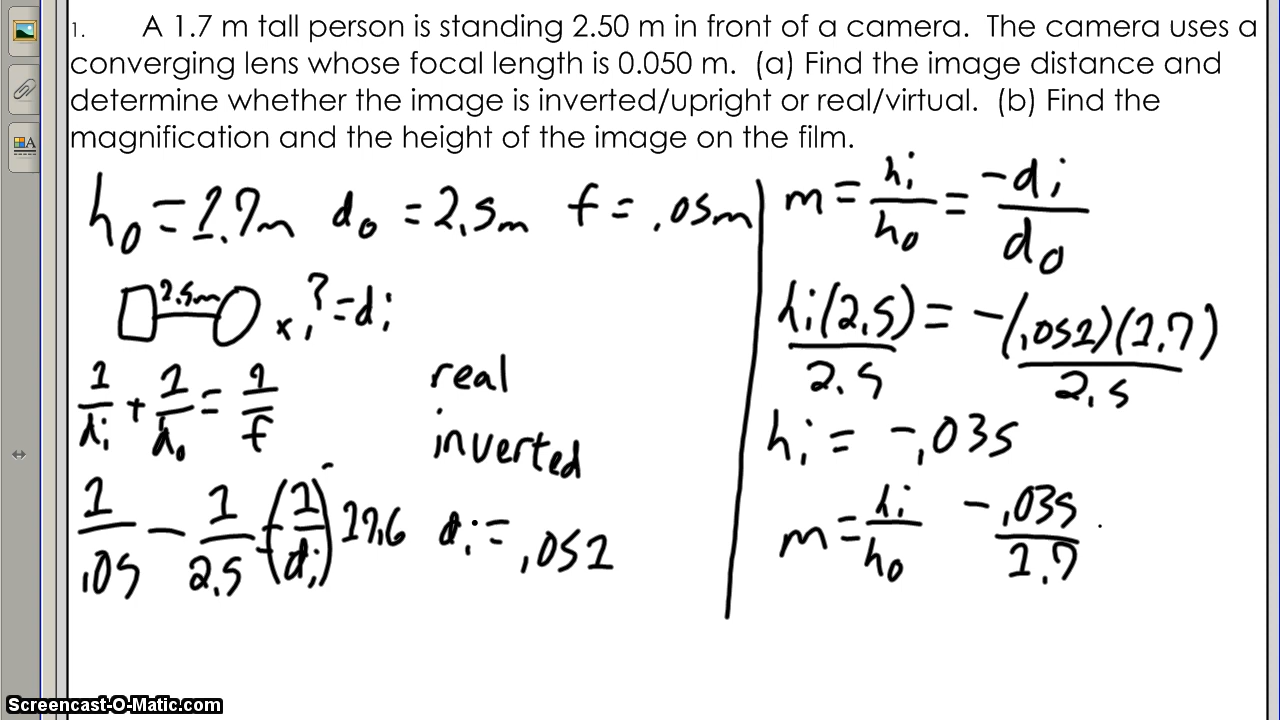 1. A 1.7 m tall person is standing 2.50 m in front of a camera. The camera uses a
converging lens whose focal length is 0.050 m. (a) Find the image distance and
determine whether the image is inverted/upright or real/virtual. (b) Find the
magnification and the height of the image on the film.
h₀ = 1.7m d₀ = 2.5m f = .05m
2.5m x, ? = di
1/di + 1/d₀ = 1/f
real
inverted
1/.05 - 1/2.5 = (1/di)⁻ 19.6 di = .051
m = hi/h₀ = -di/d₀
hi(2.5)/2.5 = -(.051)(1.7)/2.5
hi = -.035
m = hi/h₀ -.035/1.7
Screencast-O-Matic.com